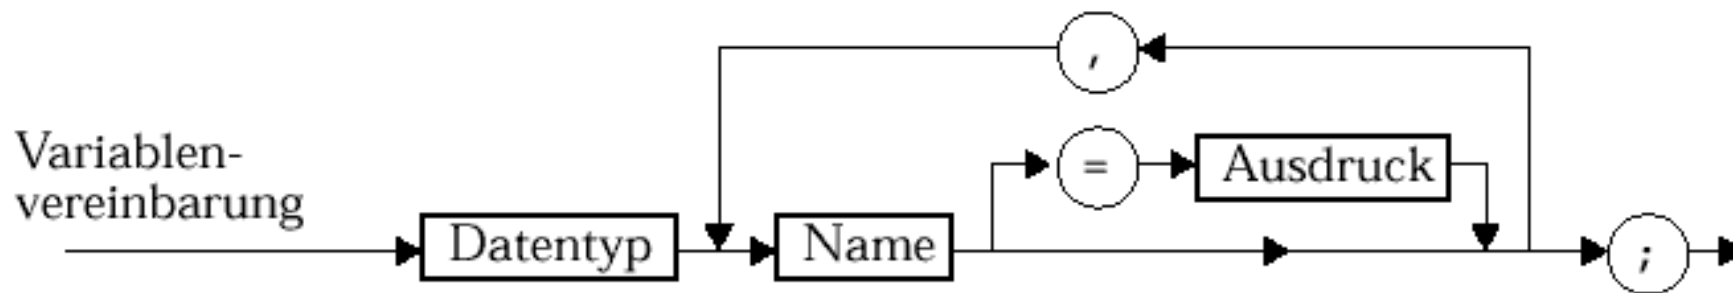 ,
Variablen-
vereinbarung
= Ausdruck
Datentyp Name ;